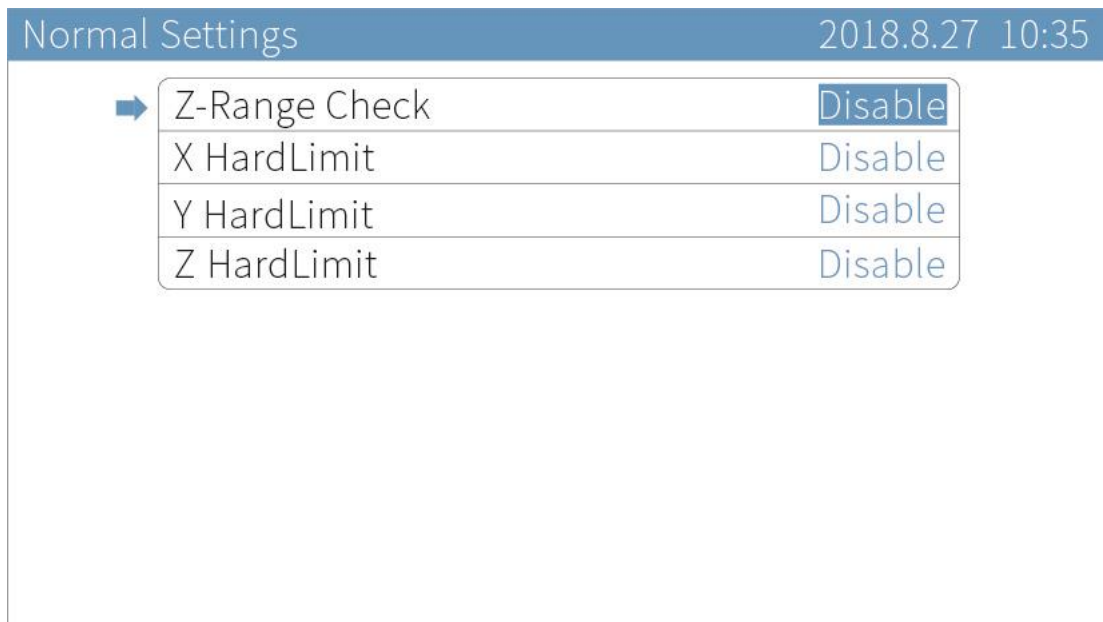 Normal Settings 2018.8.27 10:35
Z-Range Check Disable
X HardLimit Disable
Y HardLimit Disable
Z HardLimit Disable